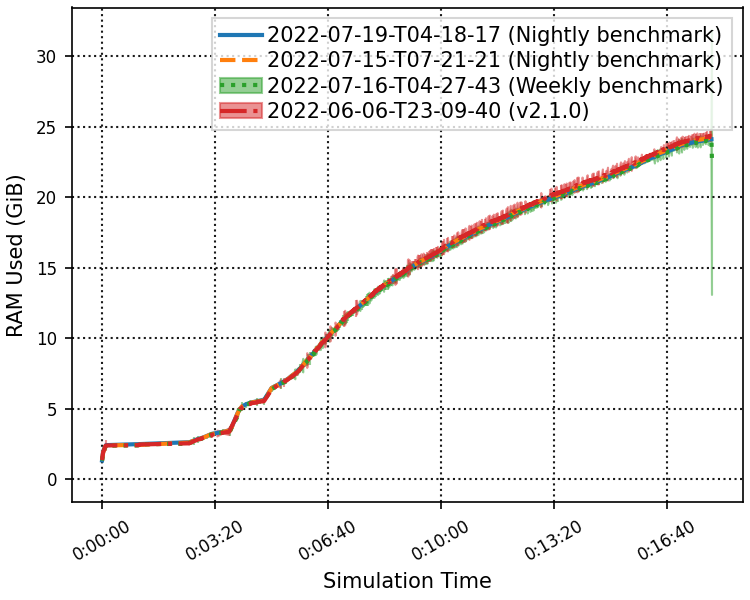 2022-07-19-T04-18-17 (Nightly benchmark)
2022-07-15-T07-21-21 (Nightly benchmark)
2022-07-16-T04-27-43 (Weekly benchmark)
2022-06-06-T23-09-40 (v2.1.0)
30
25
20
15
10
5
0
RAM Used (GiB)
0:00:00
0:03:20
0:06:40
0:10:00
0:13:20
0:16:40
Simulation Time